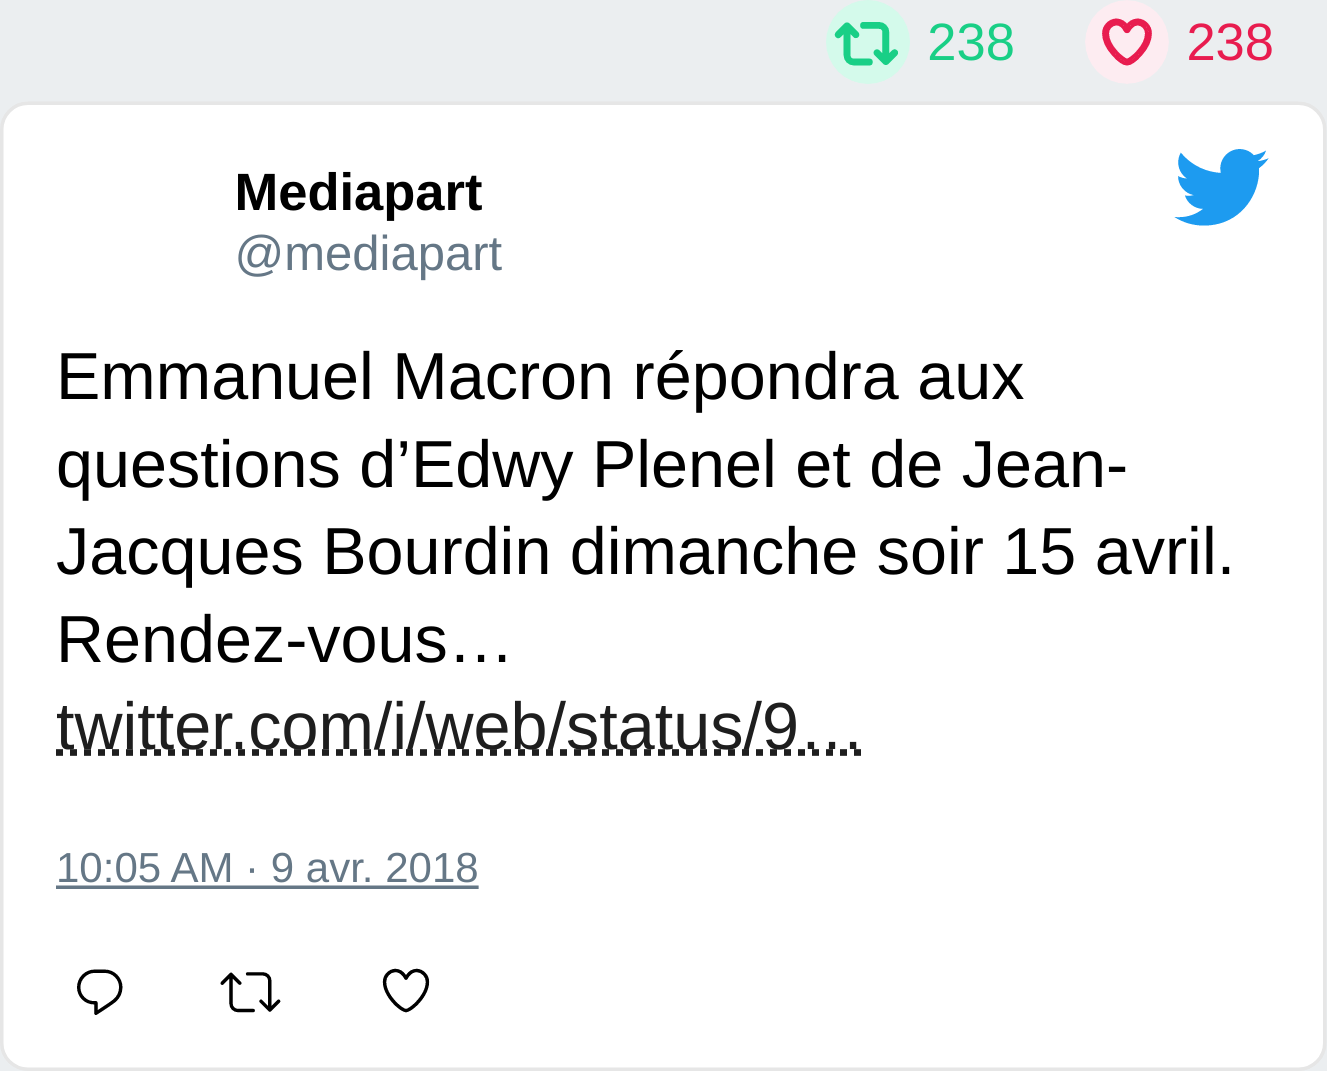 238 238
Mediapart
@mediapart
Emmanuel Macron répondra aux
questions d’Edwy Plenel et de Jean-
Jacques Bourdin dimanche soir 15 avril.
Rendez-vous…
twitter.com/i/web/status/9…
10:05 AM · 9 avr. 2018